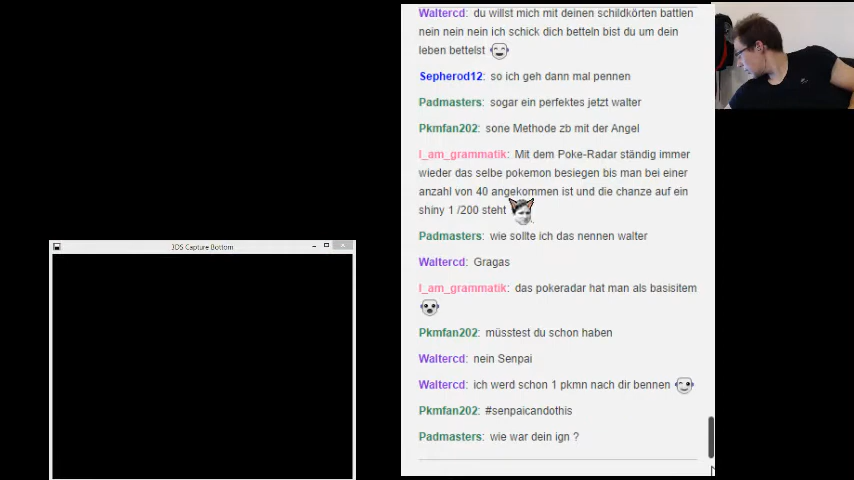 Waltercd: du willst mich mit deinen schildkörten battlen
nein nein nein ich schick dich betteln bist du um dein
leben bettelst
Sepherod12: so ich geh dann mal pennen
Padmasters: sogar ein perfektes jetzt walter
Pkmfan202: sone Methode zb mit der Angel
I_am_grammatik: Mit dem Poke-Radar ständig immer
wieder das selbe pokemon besiegen bis man bei einer
anzahl von 40 angekommen ist und die chanze auf ein
shiny 1 /200 steht
Padmasters: wie sollte ich das nennen walter
3DS Capture Bottom
Waltercd: Gragas
I_am_grammatik: das pokeradar hat man als basisitem
Pkmfan202: müsstest du schon haben
Waltercd: nein Senpai
Waltercd: ich werd schon 1 pkmn nach dir bennen
Pkmfan202: #senpaicandothis
Padmasters: wie war dein ign ?